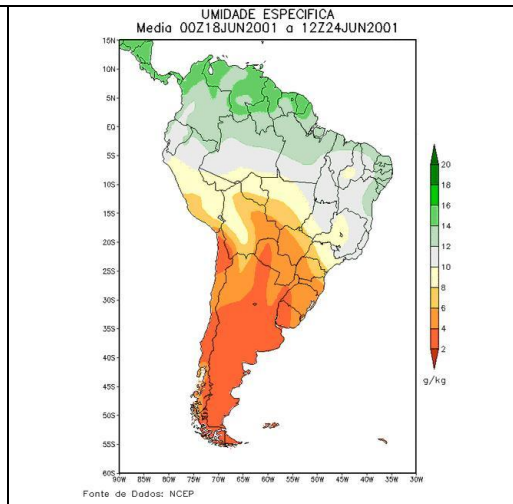 UMIDADE ESPECIFICA
Media 00Z18JUN2001 a 12Z24JUN2001
15N
10N
5N
EQ
5S
10S
15S
20S
25S
30S
35S
40S
45S
50S
55S
60S
90W 85W 80W 75W 70W 65W 60W 55W 50W 45W 40W 35W 30W
20
18
16
14
12
10
8
6
4
2
g/kg
Fonte de Dados: NCEP